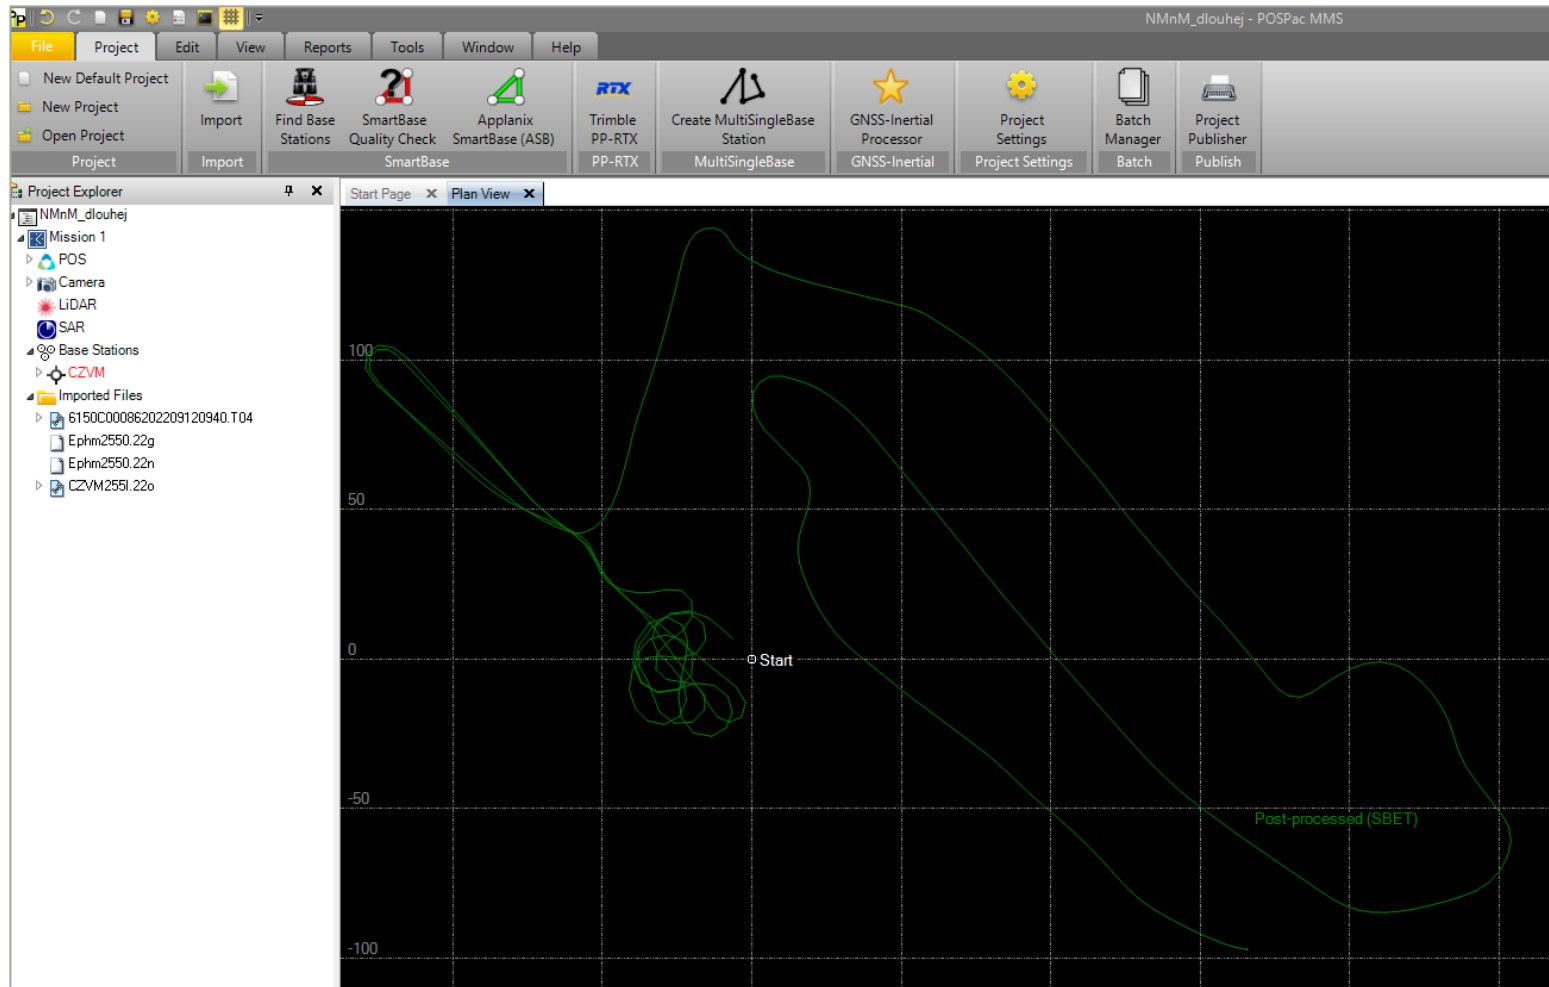 NMnM_dlouhej - POSPac MMS
File Project Edit View Reports Tools Window Help
New Default Project
New Project
Open Project
Project
Import
Import
Find Base
Stations
SmartBase
Quality Check
Applanix
SmartBase (ASB)
SmartBase
RTX
Trimble
PP-RTX
PP-RTX
Create MultiSingleBase
Station
MultiSingleBase
GNSS-Inertial
Processor
GNSS-Inertial
Project
Settings
Project Settings
Batch
Manager
Batch
Project
Publisher
Publish
Project Explorer
NMnM_dlouhej
Mission 1
POS
Camera
LiDAR
SAR
Base Stations
CZVM
Imported Files
6150C00086202209120940.T04
Ephm2550.22g
Ephm2550.22n
CZVM255I.22o
Start Page
Plan View
100
50
0
Start
-50
Post-processed (SBET)
-100